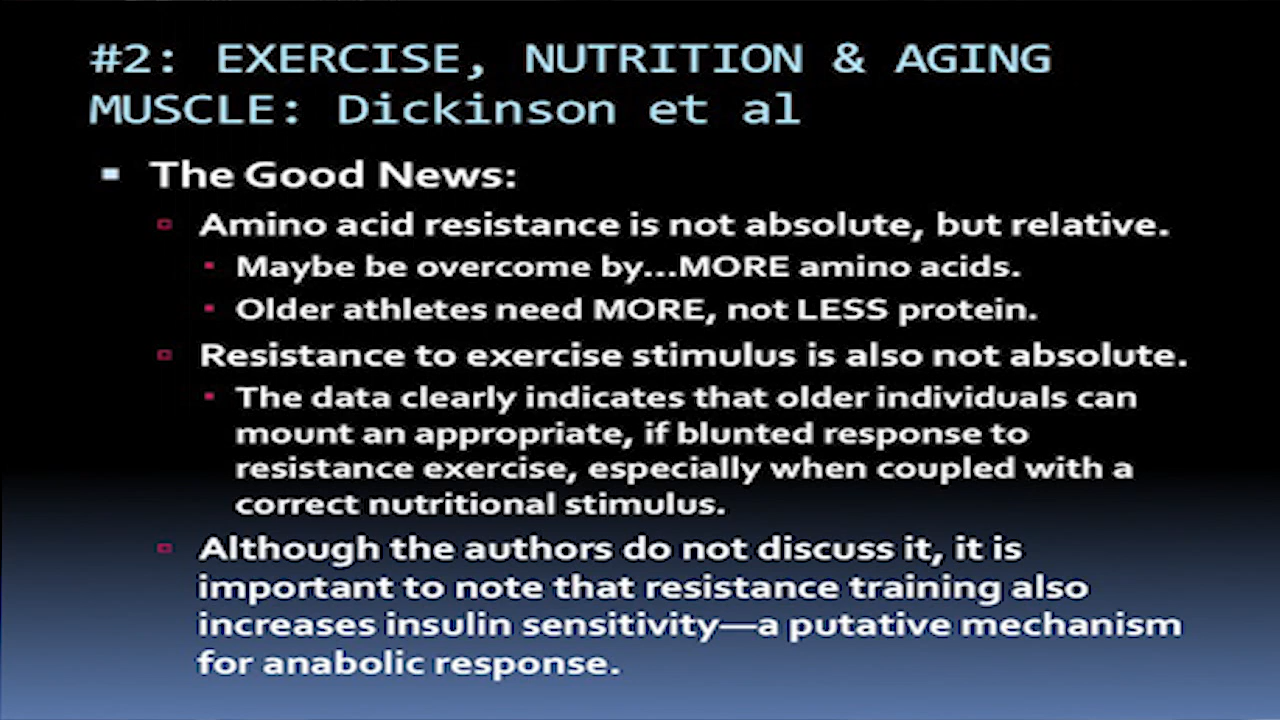 #2: EXERCISE, NUTRITION & AGING
MUSCLE: Dickinson et al
The Good News:
Amino acid resistance is not absolute, but relative.
Maybe be overcome by...MORE amino acids.
Older athletes need MORE, not LESS protein.
Resistance to exercise stimulus is also not absolute.
The data clearly indicates that older individuals can
mount an appropriate, if blunted response to
resistance exercise, especially when coupled with a
correct nutritional stimulus.
Although the authors do not discuss it, it is
important to note that resistance training also
increases insulin sensitivity—a putative mechanism
for anabolic response.